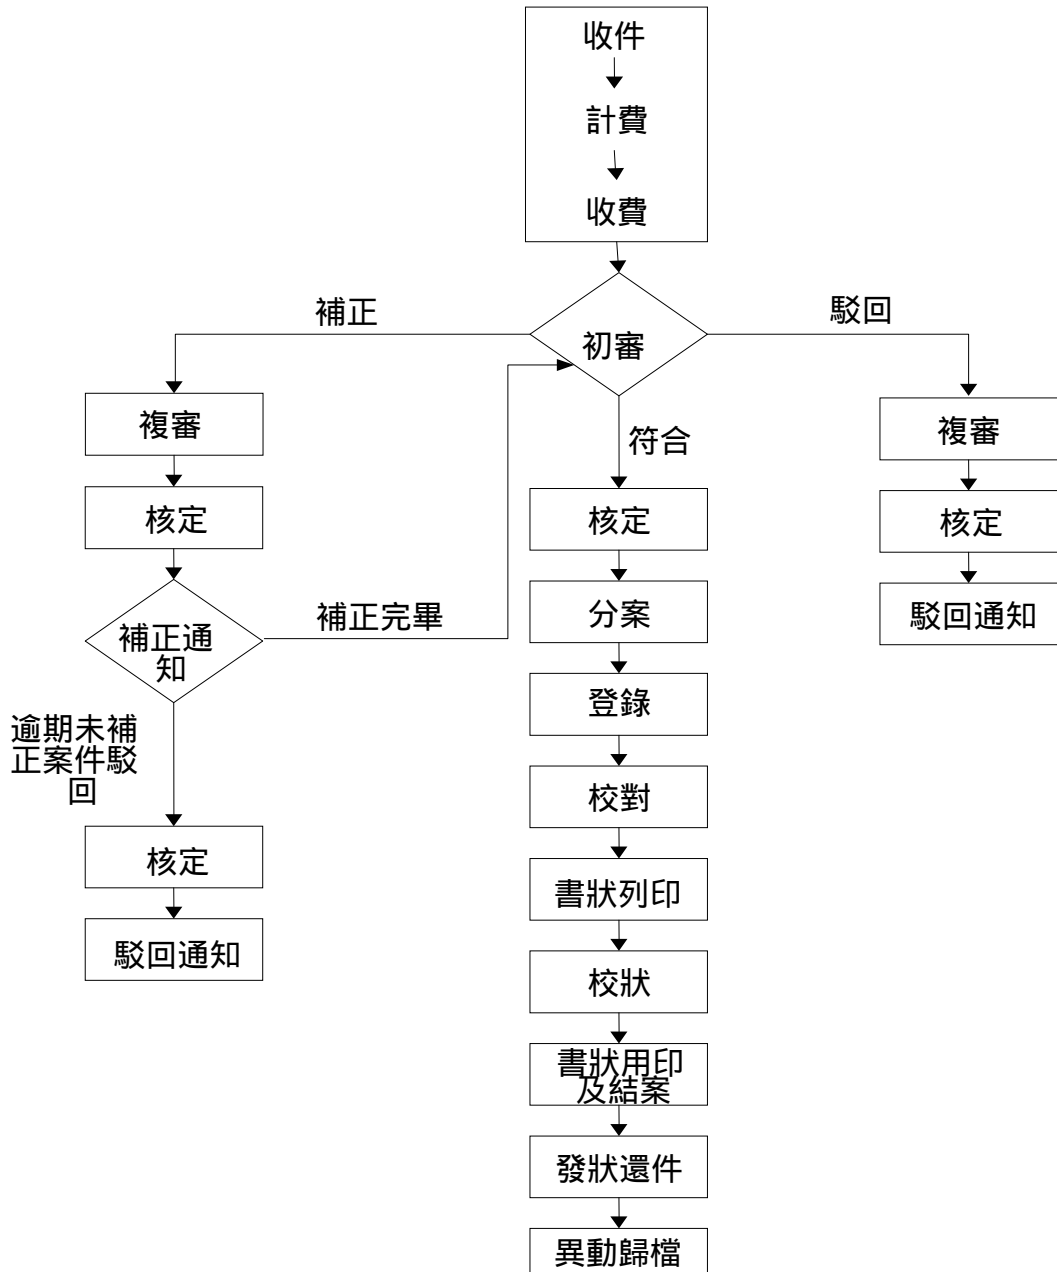 收件
計費
收費
補正
駁回
初審
複審
符合
複審
核定
核定
核定
補正通
知
補正完畢
分案
駁回通知
逾期未補
正案件駁
回
登錄
校對
核定
書狀列印
駁回通知
校狀
書狀用印
及結案
發狀還件
異動歸檔